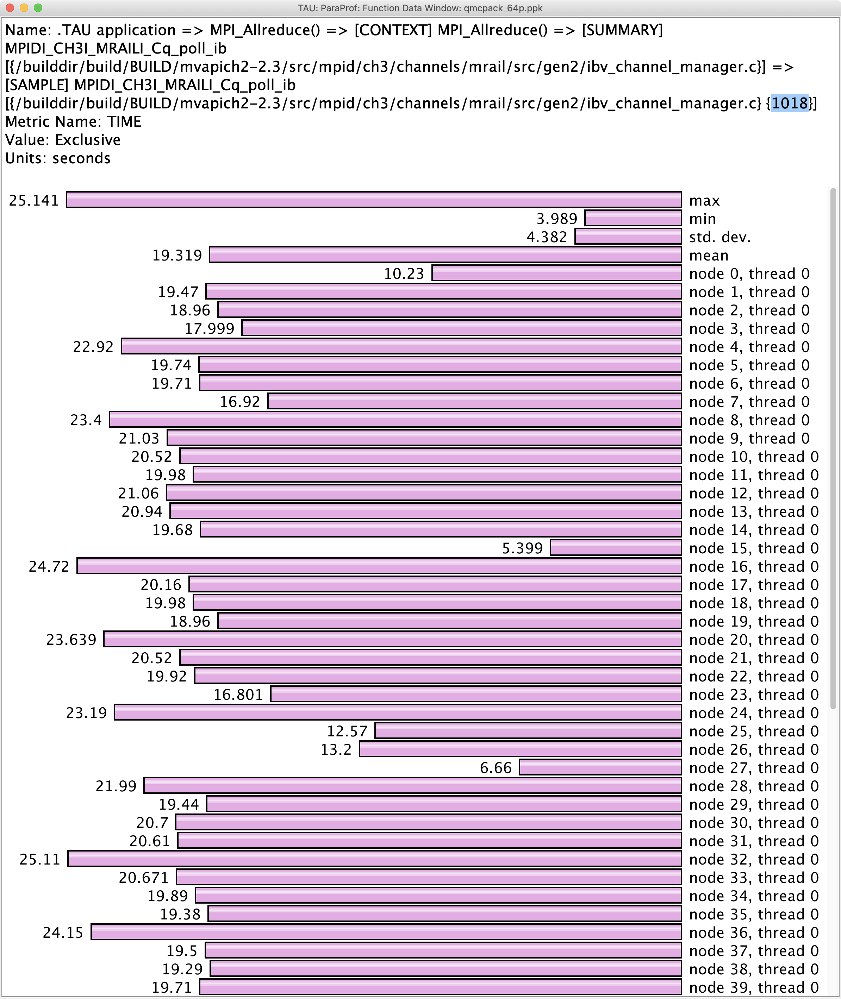 TAU: ParaProf: Function Data Window: qmcpack_64p.ppk
Name: .TAU application => MPI_Allreduce() => [CONTEXT] MPI_Allreduce() => [SUMMARY]
MPIDI_CH3I_MRAILI_Cq_poll_ib
[{/builddir/build/BUILD/mvapich2-2.3/src/mpid/ch3/channels/mrail/src/gen2/ibv_channel_manager.c}] =>
[SAMPLE] MPIDI_CH3I_MRAILI_Cq_poll_ib
[{/builddir/build/BUILD/mvapich2-2.3/src/mpid/ch3/channels/mrail/src/gen2/ibv_channel_manager.c} {1018}]
Metric Name: TIME
Value: Exclusive
Units: seconds
25.141 max
3.989 min
4.382 std. dev.
19.319 mean
10.23 node 0, thread 0
19.47 node 1, thread 0
18.96 node 2, thread 0
17.999 node 3, thread 0
22.92 node 4, thread 0
19.74 node 5, thread 0
19.71 node 6, thread 0
16.92 node 7, thread 0
23.4 node 8, thread 0
21.03 node 9, thread 0
20.52 node 10, thread 0
19.98 node 11, thread 0
21.06 node 12, thread 0
20.94 node 13, thread 0
19.68 node 14, thread 0
5.399 node 15, thread 0
24.72 node 16, thread 0
20.16 node 17, thread 0
19.98 node 18, thread 0
18.96 node 19, thread 0
23.639 node 20, thread 0
20.52 node 21, thread 0
19.92 node 22, thread 0
16.801 node 23, thread 0
23.19 node 24, thread 0
12.57 node 25, thread 0
13.2 node 26, thread 0
6.66 node 27, thread 0
21.99 node 28, thread 0
19.44 node 29, thread 0
20.7 node 30, thread 0
20.61 node 31, thread 0
25.11 node 32, thread 0
20.671 node 33, thread 0
19.89 node 34, thread 0
19.38 node 35, thread 0
24.15 node 36, thread 0
19.5 node 37, thread 0
19.29 node 38, thread 0
19.71 node 39, thread 0